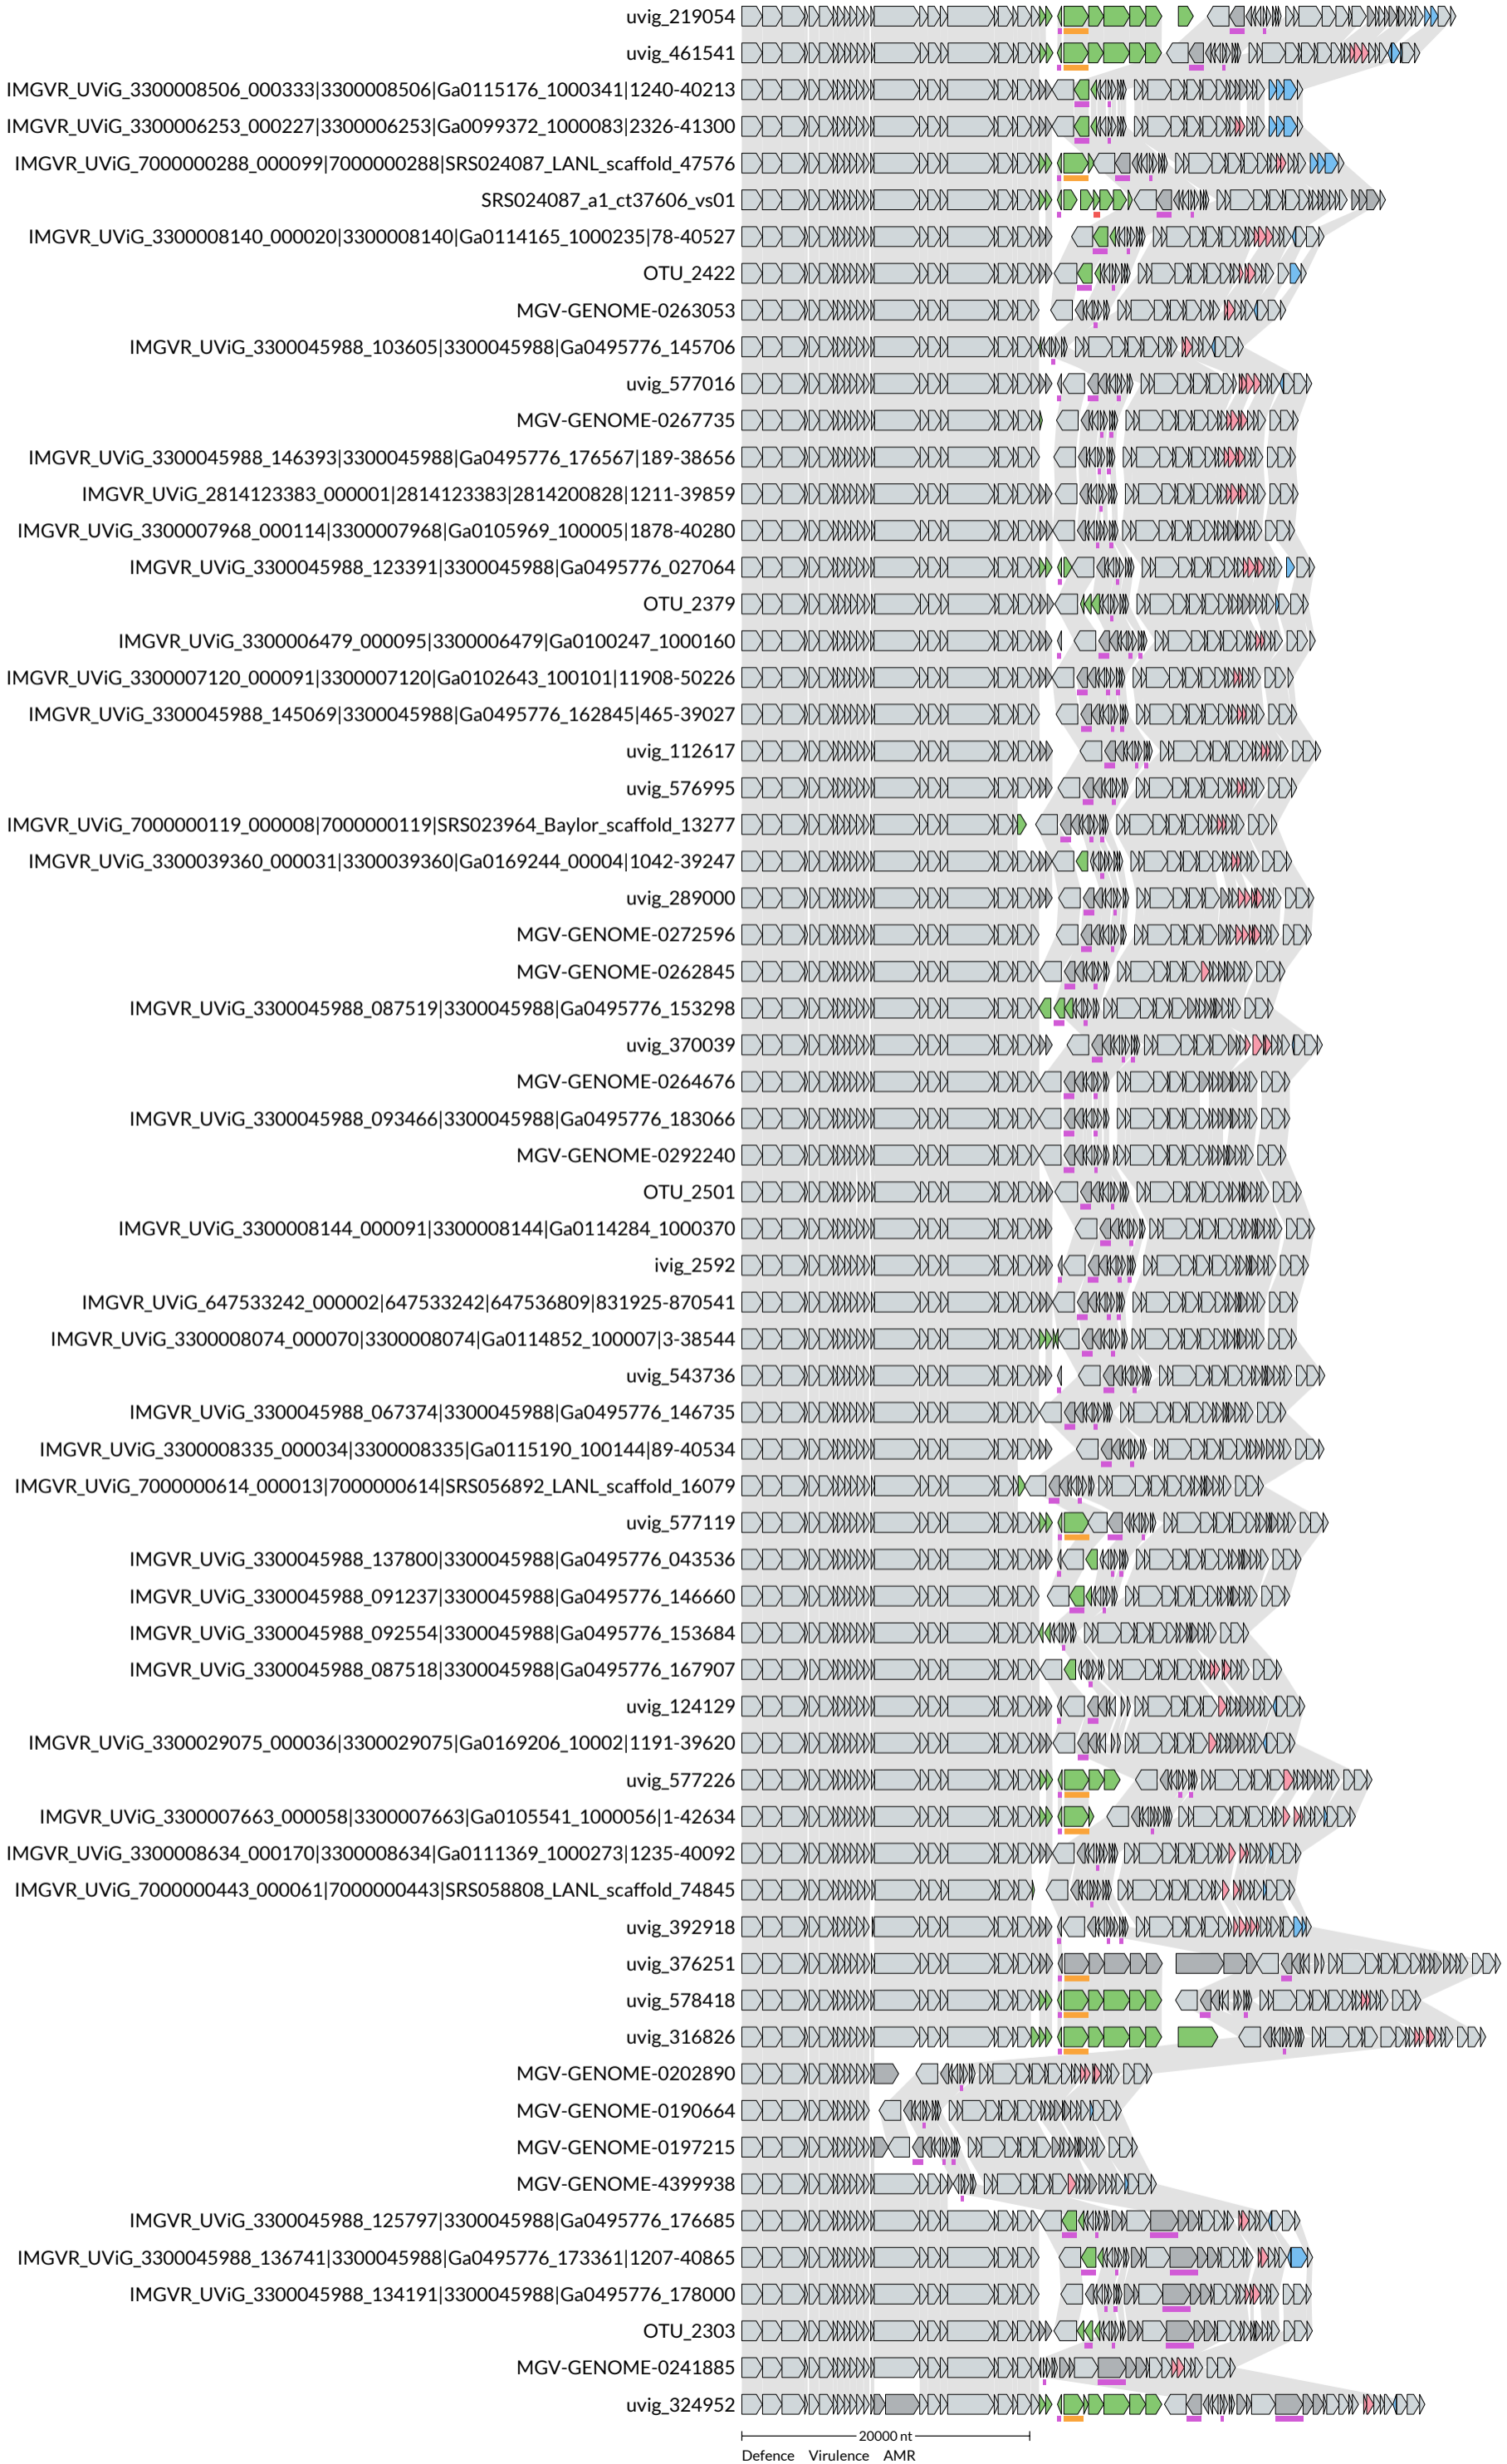 uvig_219054
uvig_461541
IMGVR_UViG_3300008506_000333|3300008506|Ga0115176_1000341|1240-40213
IMGVR_UViG_3300006253_000227|3300006253|Ga0099372_1000083|2326-41300
IMGVR_UViG_7000000288_000099|7000000288|SRS024087_LANL_scaffold_47576
SRS024087_a1_ct37606_vs01
IMGVR_UViG_3300008140_000020|3300008140|Ga0114165_1000235|78-40527
OTU_2422
MGV-GENOME-0263053
IMGVR_UViG_3300045988_103605|3300045988|Ga0495776_145706
uvig_577016
MGV-GENOME-0267735
IMGVR_UViG_3300045988_146393|3300045988|Ga0495776_176567|189-38656
IMGVR_UViG_2814123383_000001|2814123383|2814200828|1211-39859
IMGVR_UViG_3300007968_000114|3300007968|Ga0105969_100005|1878-40280
IMGVR_UViG_3300045988_123391|3300045988|Ga0495776_027064
OTU_2379
IMGVR_UViG_3300006479_000095|3300006479|Ga0100247_1000160
IMGVR_UViG_3300007120_000091|3300007120|Ga0102643_100101|11908-50226
IMGVR_UViG_3300045988_145069|3300045988|Ga0495776_162845|465-39027
uvig_112617
uvig_576995
IMGVR_UViG_7000000119_000008|7000000119|SRS023964_Baylor_scaffold_13277
IMGVR_UViG_3300039360_000031|3300039360|Ga0169244_00004|1042-39247
uvig_289000
MGV-GENOME-0272596
MGV-GENOME-0262845
IMGVR_UViG_3300045988_087519|3300045988|Ga0495776_153298
uvig_370039
MGV-GENOME-0264676
IMGVR_UViG_3300045988_093466|3300045988|Ga0495776_183066
MGV-GENOME-0292240
OTU_2501
IMGVR_UViG_3300008144_000091|3300008144|Ga0114284_1000370
ivig_2592
IMGVR_UViG_647533242_000002|647533242|647536809|831925-870541
IMGVR_UViG_3300008074_000070|3300008074|Ga0114852_100007|3-38544
uvig_543736
IMGVR_UViG_3300045988_067374|3300045988|Ga0495776_146735
IMGVR_UViG_3300008335_000034|3300008335|Ga0115190_100144|89-40534
IMGVR_UViG_7000000614_000013|7000000614|SRS056892_LANL_scaffold_16079
uvig_577119
IMGVR_UViG_3300045988_137800|3300045988|Ga0495776_043536
IMGVR_UViG_3300045988_091237|3300045988|Ga0495776_146660
IMGVR_UViG_3300045988_092554|3300045988|Ga0495776_153684
IMGVR_UViG_3300045988_087518|3300045988|Ga0495776_167907
uvig_124129
IMGVR_UViG_3300029075_000036|3300029075|Ga0169206_10002|1191-39620
uvig_577226
IMGVR_UViG_3300007663_000058|3300007663|Ga0105541_1000056|1-42634
IMGVR_UViG_3300008634_000170|3300008634|Ga0111369_1000273|1235-40092
IMGVR_UViG_7000000443_000061|7000000443|SRS058808_LANL_scaffold_74845
uvig_392918
uvig_376251
uvig_578418
uvig_316826
MGV-GENOME-0202890
MGV-GENOME-0190664
MGV-GENOME-0197215
MGV-GENOME-4399938
IMGVR_UViG_3300045988_125797|3300045988|Ga0495776_176685
IMGVR_UViG_3300045988_136741|3300045988|Ga0495776_173361|1207-40865
IMGVR_UViG_3300045988_134191|3300045988|Ga0495776_178000
OTU_2303
MGV-GENOME-0241885
uvig_324952
20000 nt
Defence Virulence AMR